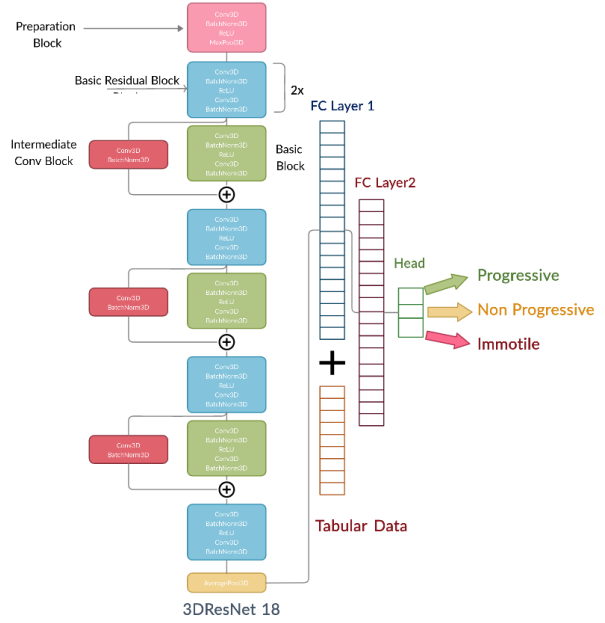 Preparation
Block
Conv3D
BatchNorm3D
ReLU
MaxPool3D
Basic Residual Block
Conv3D
BatchNorm3D
ReLU
Conv3D
BatchNorm3D
2x
Intermediate
Conv Block
Conv3D
BatchNorm3D
Conv3D
BatchNorm3D
ReLU
Conv3D
BatchNorm3D
Basic
Block
Conv3D
BatchNorm3D
ReLU
Conv3D
BatchNorm3D
Conv3D
BatchNorm3D
Conv3D
BatchNorm3D
ReLU
Conv3D
BatchNorm3D
Conv3D
BatchNorm3D
ReLU
Conv3D
BatchNorm3D
Conv3D
BatchNorm3D
Conv3D
BatchNorm3D
ReLU
Conv3D
BatchNorm3D
Conv3D
BatchNorm3D
ReLU
Conv3D
BatchNorm3D
AveragePool3D
3DResNet 18
FC Layer 1
+
Tabular Data
FC Layer2
Head
Progressive
Non Progressive
Immotile